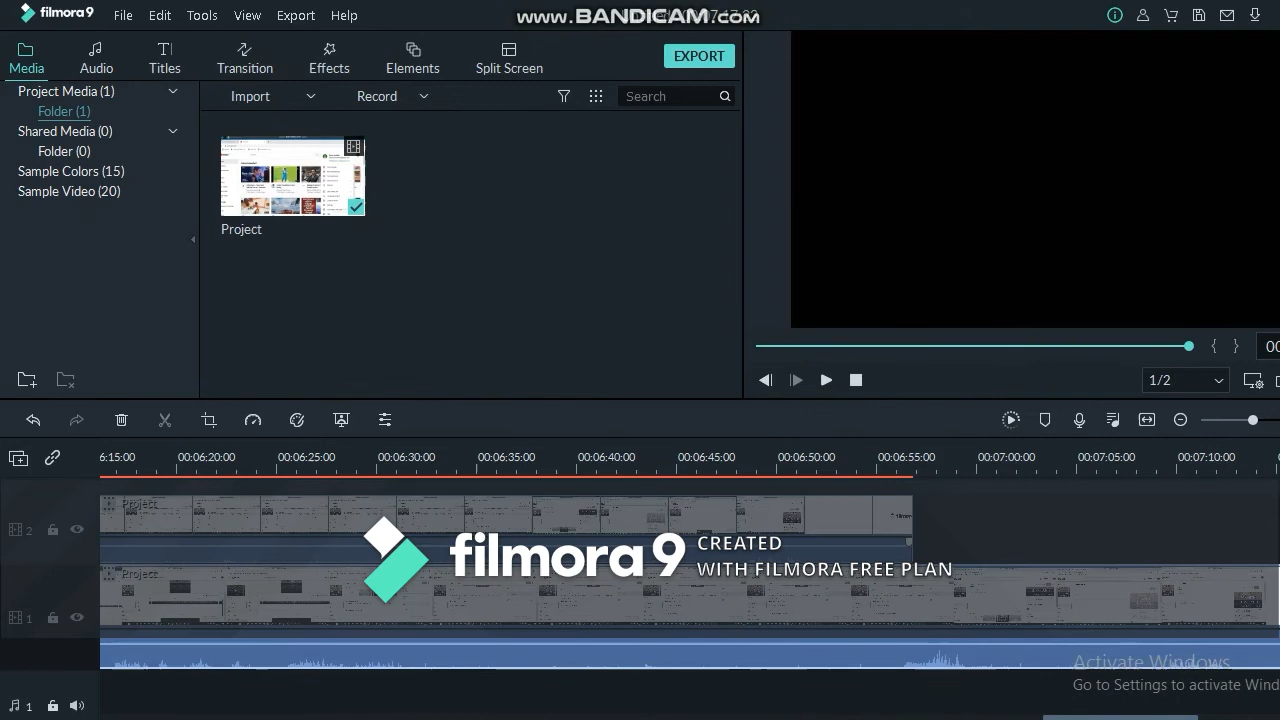 filmora9 File Edit Tools View Export Help
www.BANDICAM.com
Media Audio Titles Transition Effects Elements Split Screen EXPORT
Project Media (1) Import Record Search
Folder (1)
Shared Media (0)
Folder (0)
Sample Colors (15)
Sample Video (20)
Project
1/2
6:15:00 00:06:20:00 00:06:25:00 00:06:30:00 00:06:35:00 00:06:40:00 00:06:45:00 00:06:50:00 00:06:55:00 00:07:00:00 00:07:05:00 00:07:10:00
Project
2
filmora9 CREATED
WITH FILMORA FREE PLAN
Project
1
Activate Windows
Go to Settings to activate Wind
1